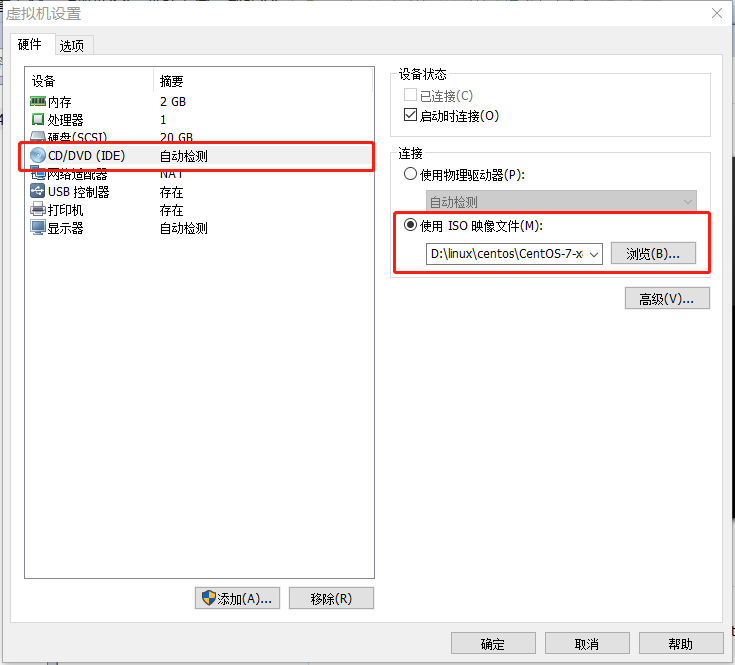 虚拟机设置
硬件 选项
设备 摘要
内存 2 GB
处理器 1
硬盘(SCSI) 20 GB
CD/DVD (IDE) 自动检测
网络适配器 NAT
USB 控制器 存在
打印机 存在
显示器 自动检测
添加(A)... 移除(R)
设备状态
已连接(C)
启动时连接(O)
连接
使用物理驱动器(P):
自动检测
使用 ISO 映像文件(M):
D:\linux\centos\CentOS-7-x 浏览(B)...
高级(V)...
确定 取消 帮助